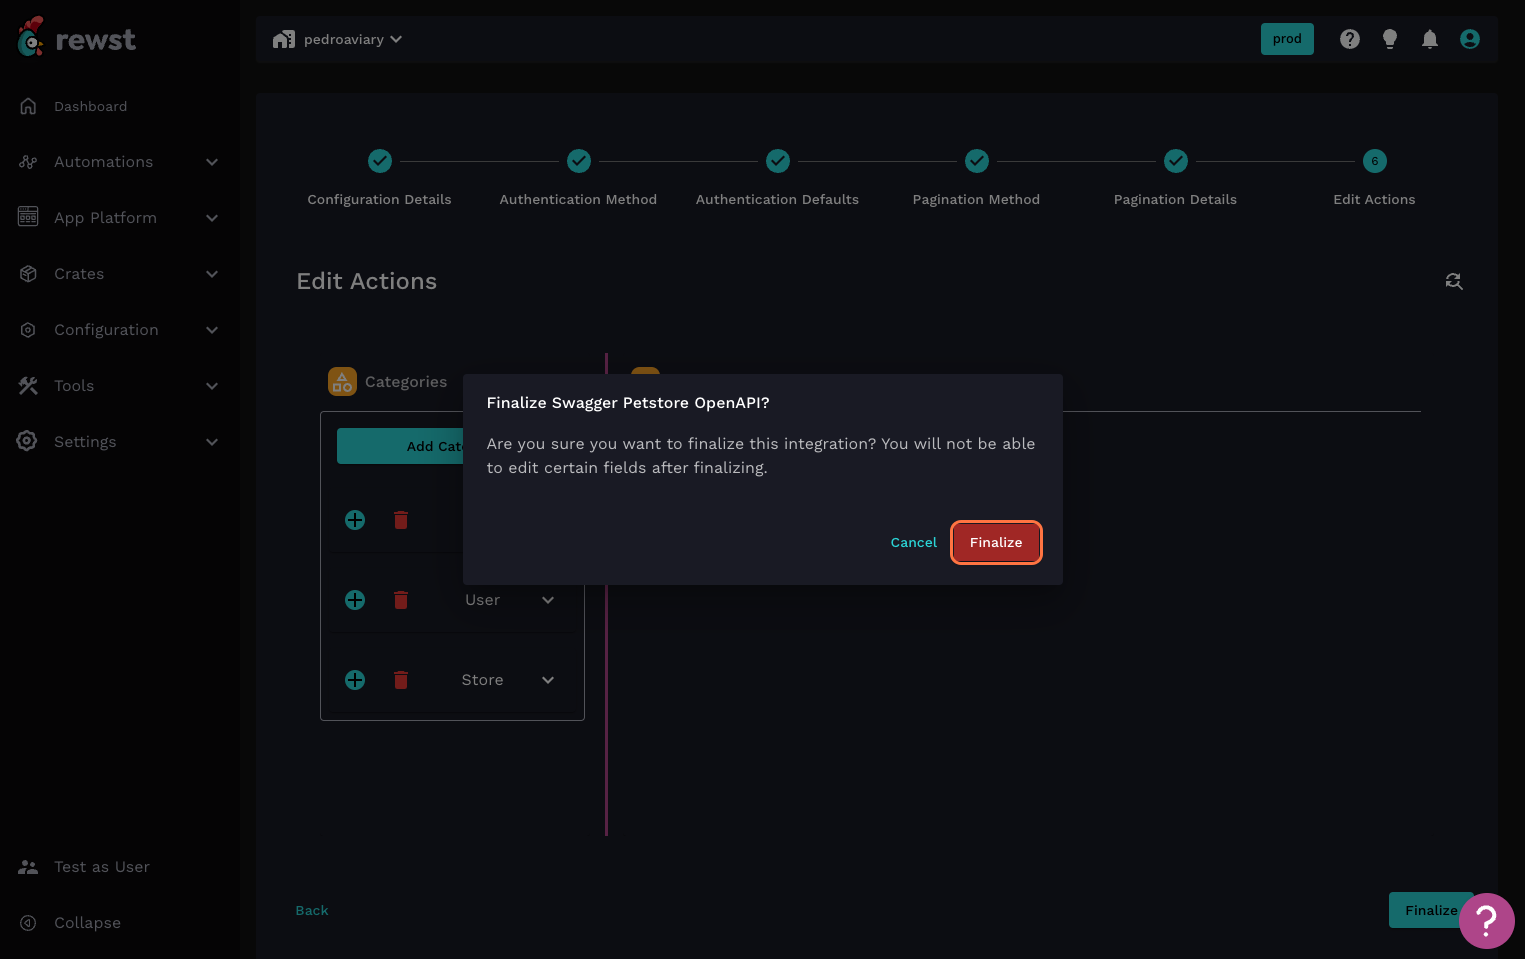 rewst
pedroaviary
prod
Dashboard
Automations
App Platform
Crates
Configuration
Tools
Settings
Configuration Details
Authentication Method
Authentication Defaults
Pagination Method
Pagination Details
6
Edit Actions
Edit Actions
Categories
Add Cate
User
Store
Finalize Swagger Petstore OpenAPI?
Are you sure you want to finalize this integration? You will not be able
to edit certain fields after finalizing.
Cancel
Finalize
Test as User
Collapse
Back
Finalize
?